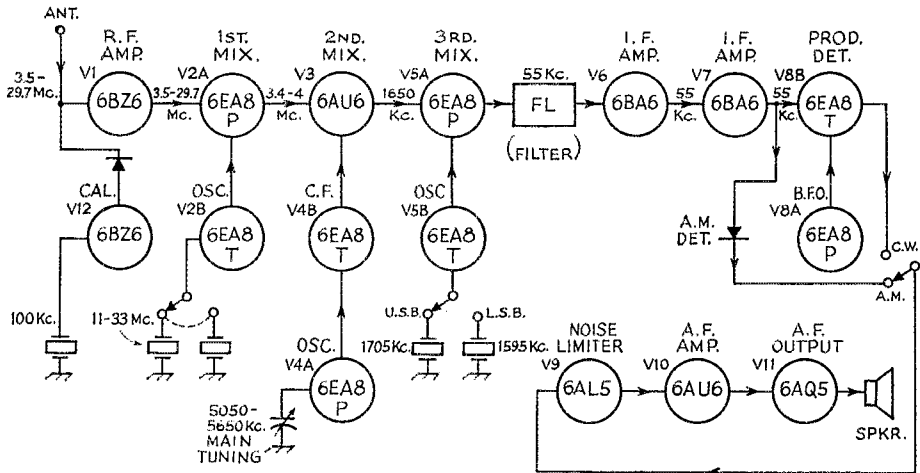 ANT.
R.F.
AMP.
1ST.
MIX.
2ND.
MIX.
3RD.
MIX.
I.F.
AMP.
I.F.
AMP.
PROD.
DET.
V1
V2A
V3
V5A
V6
V7
V8B
3.5-
29.7 Mc.
6BZ6
3.5-29.7
Mc.
6EA8
P
3.4-4
Mc.
6AU6
1650
Kc.
6EA8
P
55 Kc.
FL
(FILTER)
6BA6
55
Kc.
6BA6
55
Kc.
6EA8
T
CAL.
V12
6BZ6
OSC.
V2B
6EA8
T
C.F.
V4B
6EA8
T
OSC
V5B
6EA8
T
A.M.
DET.
B.F.O.
V8A
6EA8
P
C.W.
A.M.
100 Kc.
11-33 Mc.
U.S.B.
L.S.B.
1705 Kc.
1595 Kc.
OSC.
V4A
6EA8
P
5050-
5650 Kc.
MAIN
TUNING
NOISE
LIMITER
V9
6AL5
A.F.
AMP.
V10
6AU6
A.F.
OUTPUT
V11
6AQ5
SPKR.